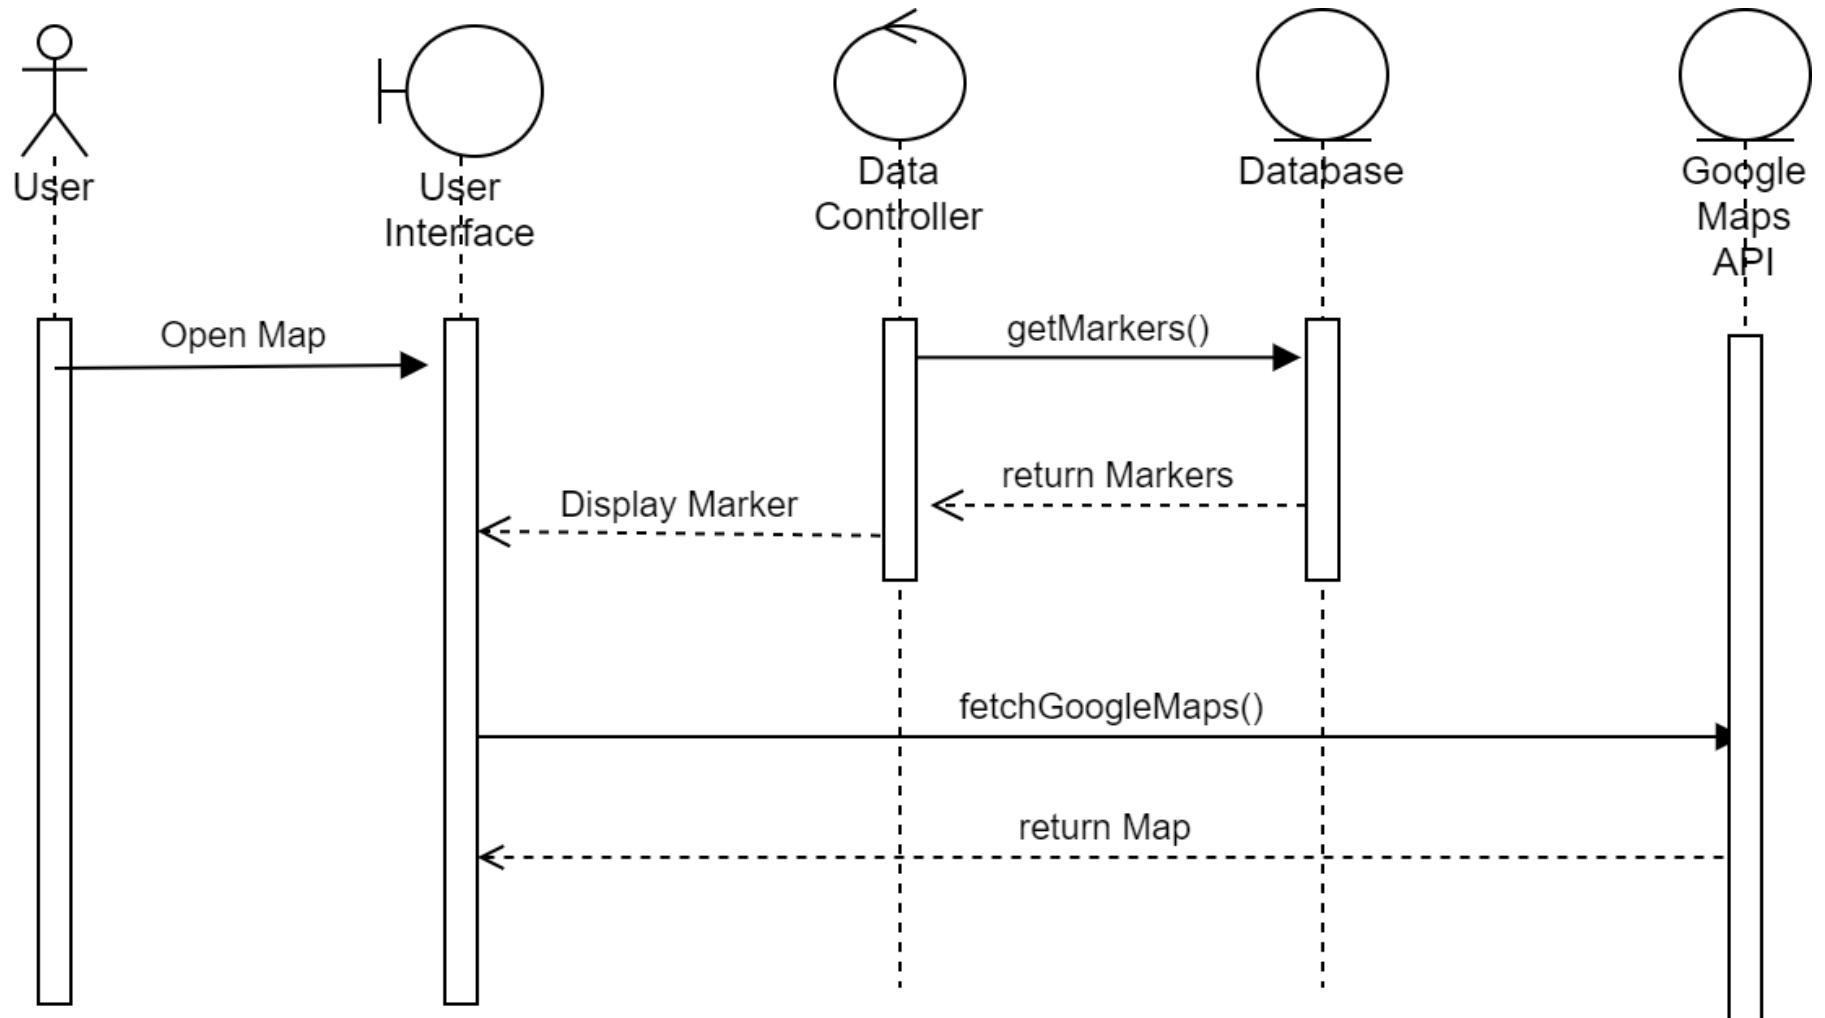 User
User
Interface
Data
Controller
Database
Google
Maps
API
Open Map
getMarkers()
return Markers
Display Marker
fetchGoogleMaps()
return Map